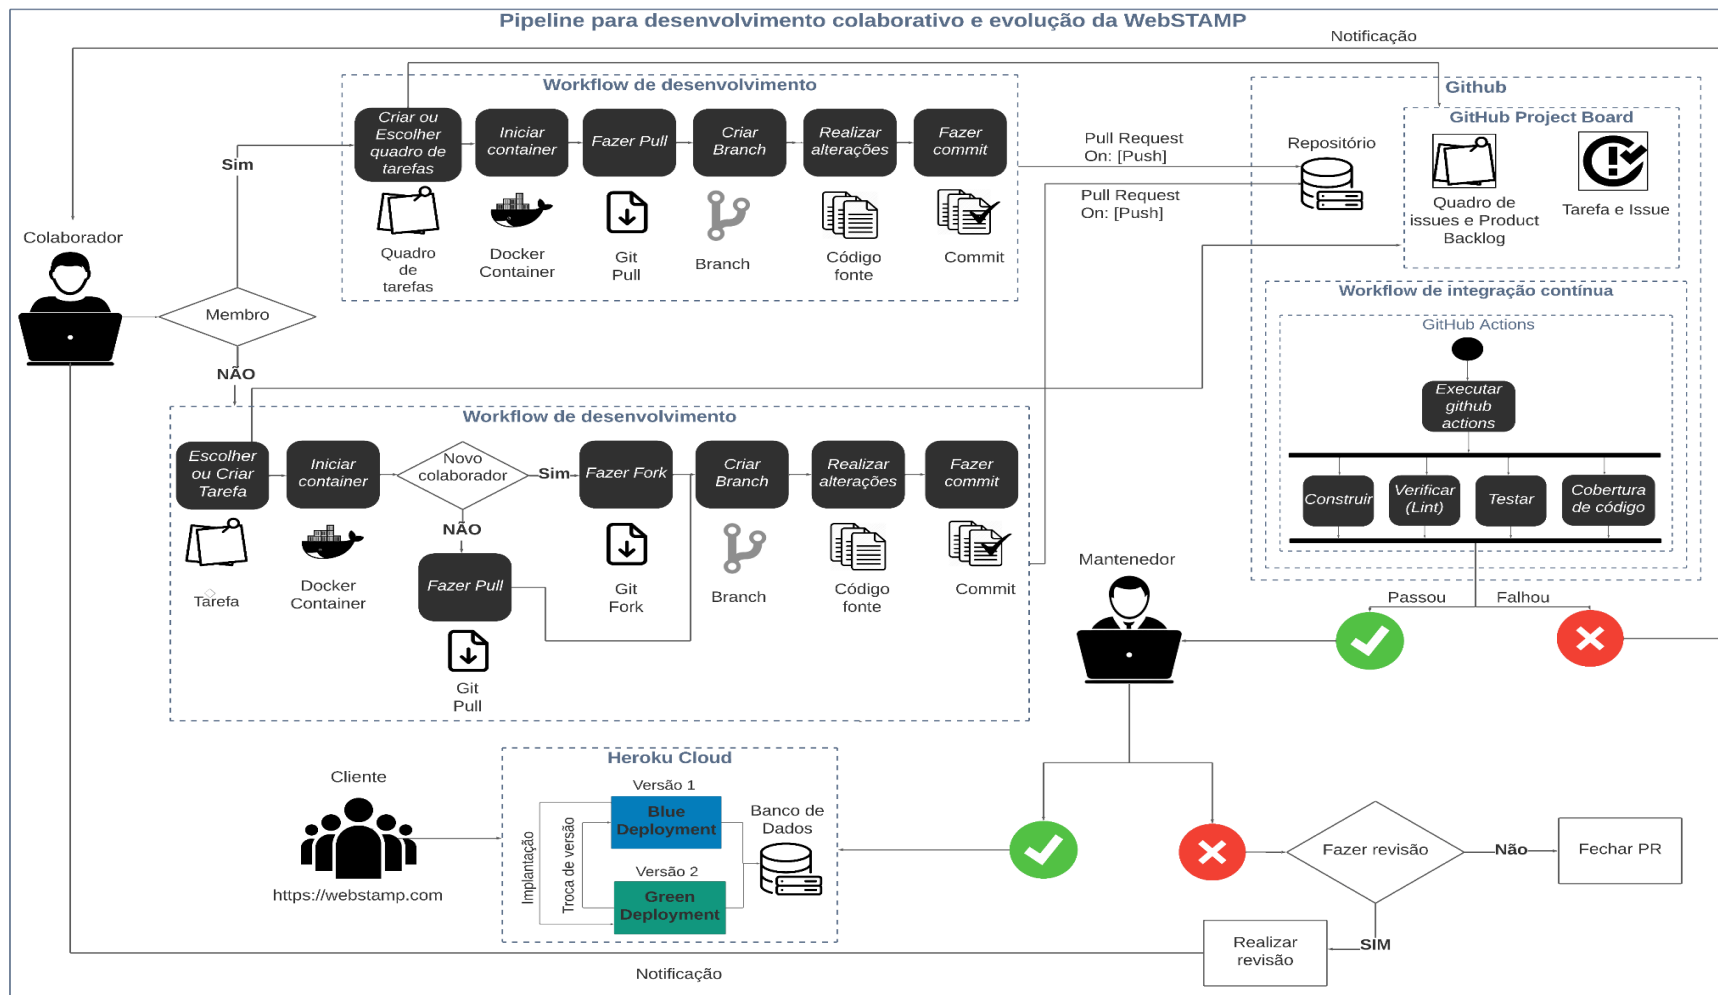 Pipeline para desenvolvimento colaborativo e evolução da WebSTAMP
Notificação
Workflow de desenvolvimento
Criar ou
Escolher
quadro de
tarefas
Iniciar
container
Fazer Pull
Criar
Branch
Realizar
alterações
Fazer
commit
Sim
Quadro
de
tarefas
Docker
Container
Git
Pull
Branch
Código
fonte
Commit
Pull Request
On: [Push]
Pull Request
On: [Push]
Repositório
Github
GitHub Project Board
Quadro de
issues e Product
Backlog
Tarefa e Issue
Colaborador
Membro
NÃO
Workflow de integração contínua
GitHub Actions
Executar
github
actions
Construir
Verificar
(Lint)
Testar
Cobertura
de código
Workflow de desenvolvimento
Escolher
ou Criar
Tarefa
Iniciar
container
Novo
colaborador
Sim
Fazer Fork
Criar
Branch
Realizar
alterações
Fazer
commit
NÃO
Fazer Pull
Tarefa
Docker
Container
Git
Fork
Branch
Código
fonte
Commit
Git
Pull
Mantenedor
Passou
Falhou
Cliente
https://webstamp.com
Heroku Cloud
Versão 1
Blue
Deployment
Implantação
Troca de versão
Versão 2
Green
Deployment
Banco de
Dados
Fazer revisão
Não
Fechar PR
SIM
Realizar
revisão
Notificação